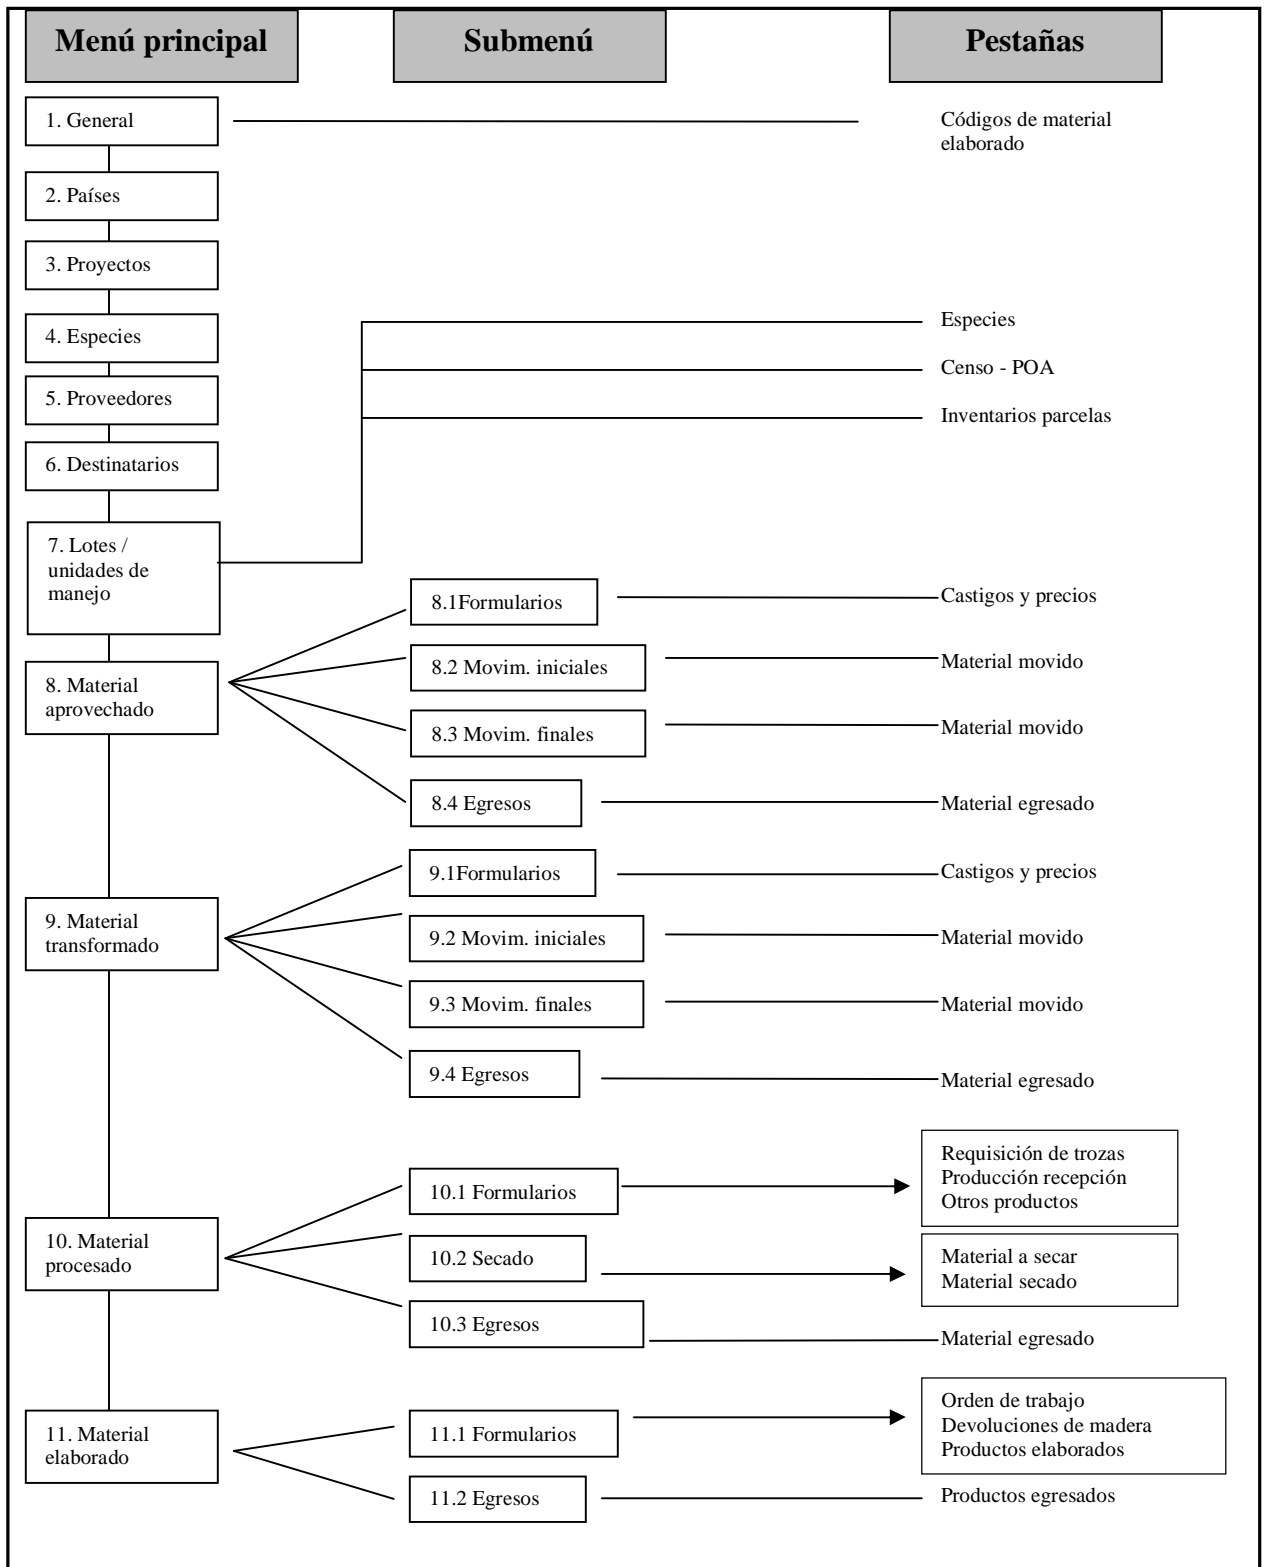 Menú principal
Submenú
Pestañas
1. General
Códigos de material
elaborado
2. Países
3. Proyectos
4. Especies
Especies
Censo - POA
5. Proveedores
Inventarios parcelas
6. Destinatarios
7. Lotes /
unidades de
manejo
8.1Formularios
Castigos y precios
8.2 Movim. iniciales
Material movido
8. Material
aprovechado
8.3 Movim. finales
Material movido
8.4 Egresos
Material egresado
9.1Formularios
Castigos y precios
9. Material
transformado
9.2 Movim. iniciales
Material movido
9.3 Movim. finales
Material movido
9.4 Egresos
Material egresado
10.1 Formularios
Requisición de trozas
Producción recepción
Otros productos
10. Material
procesado
10.2 Secado
Material a secar
Material secado
10.3 Egresos
Material egresado
11. Material
elaborado
11.1 Formularios
Orden de trabajo
Devoluciones de madera
Productos elaborados
11.2 Egresos
Productos egresados